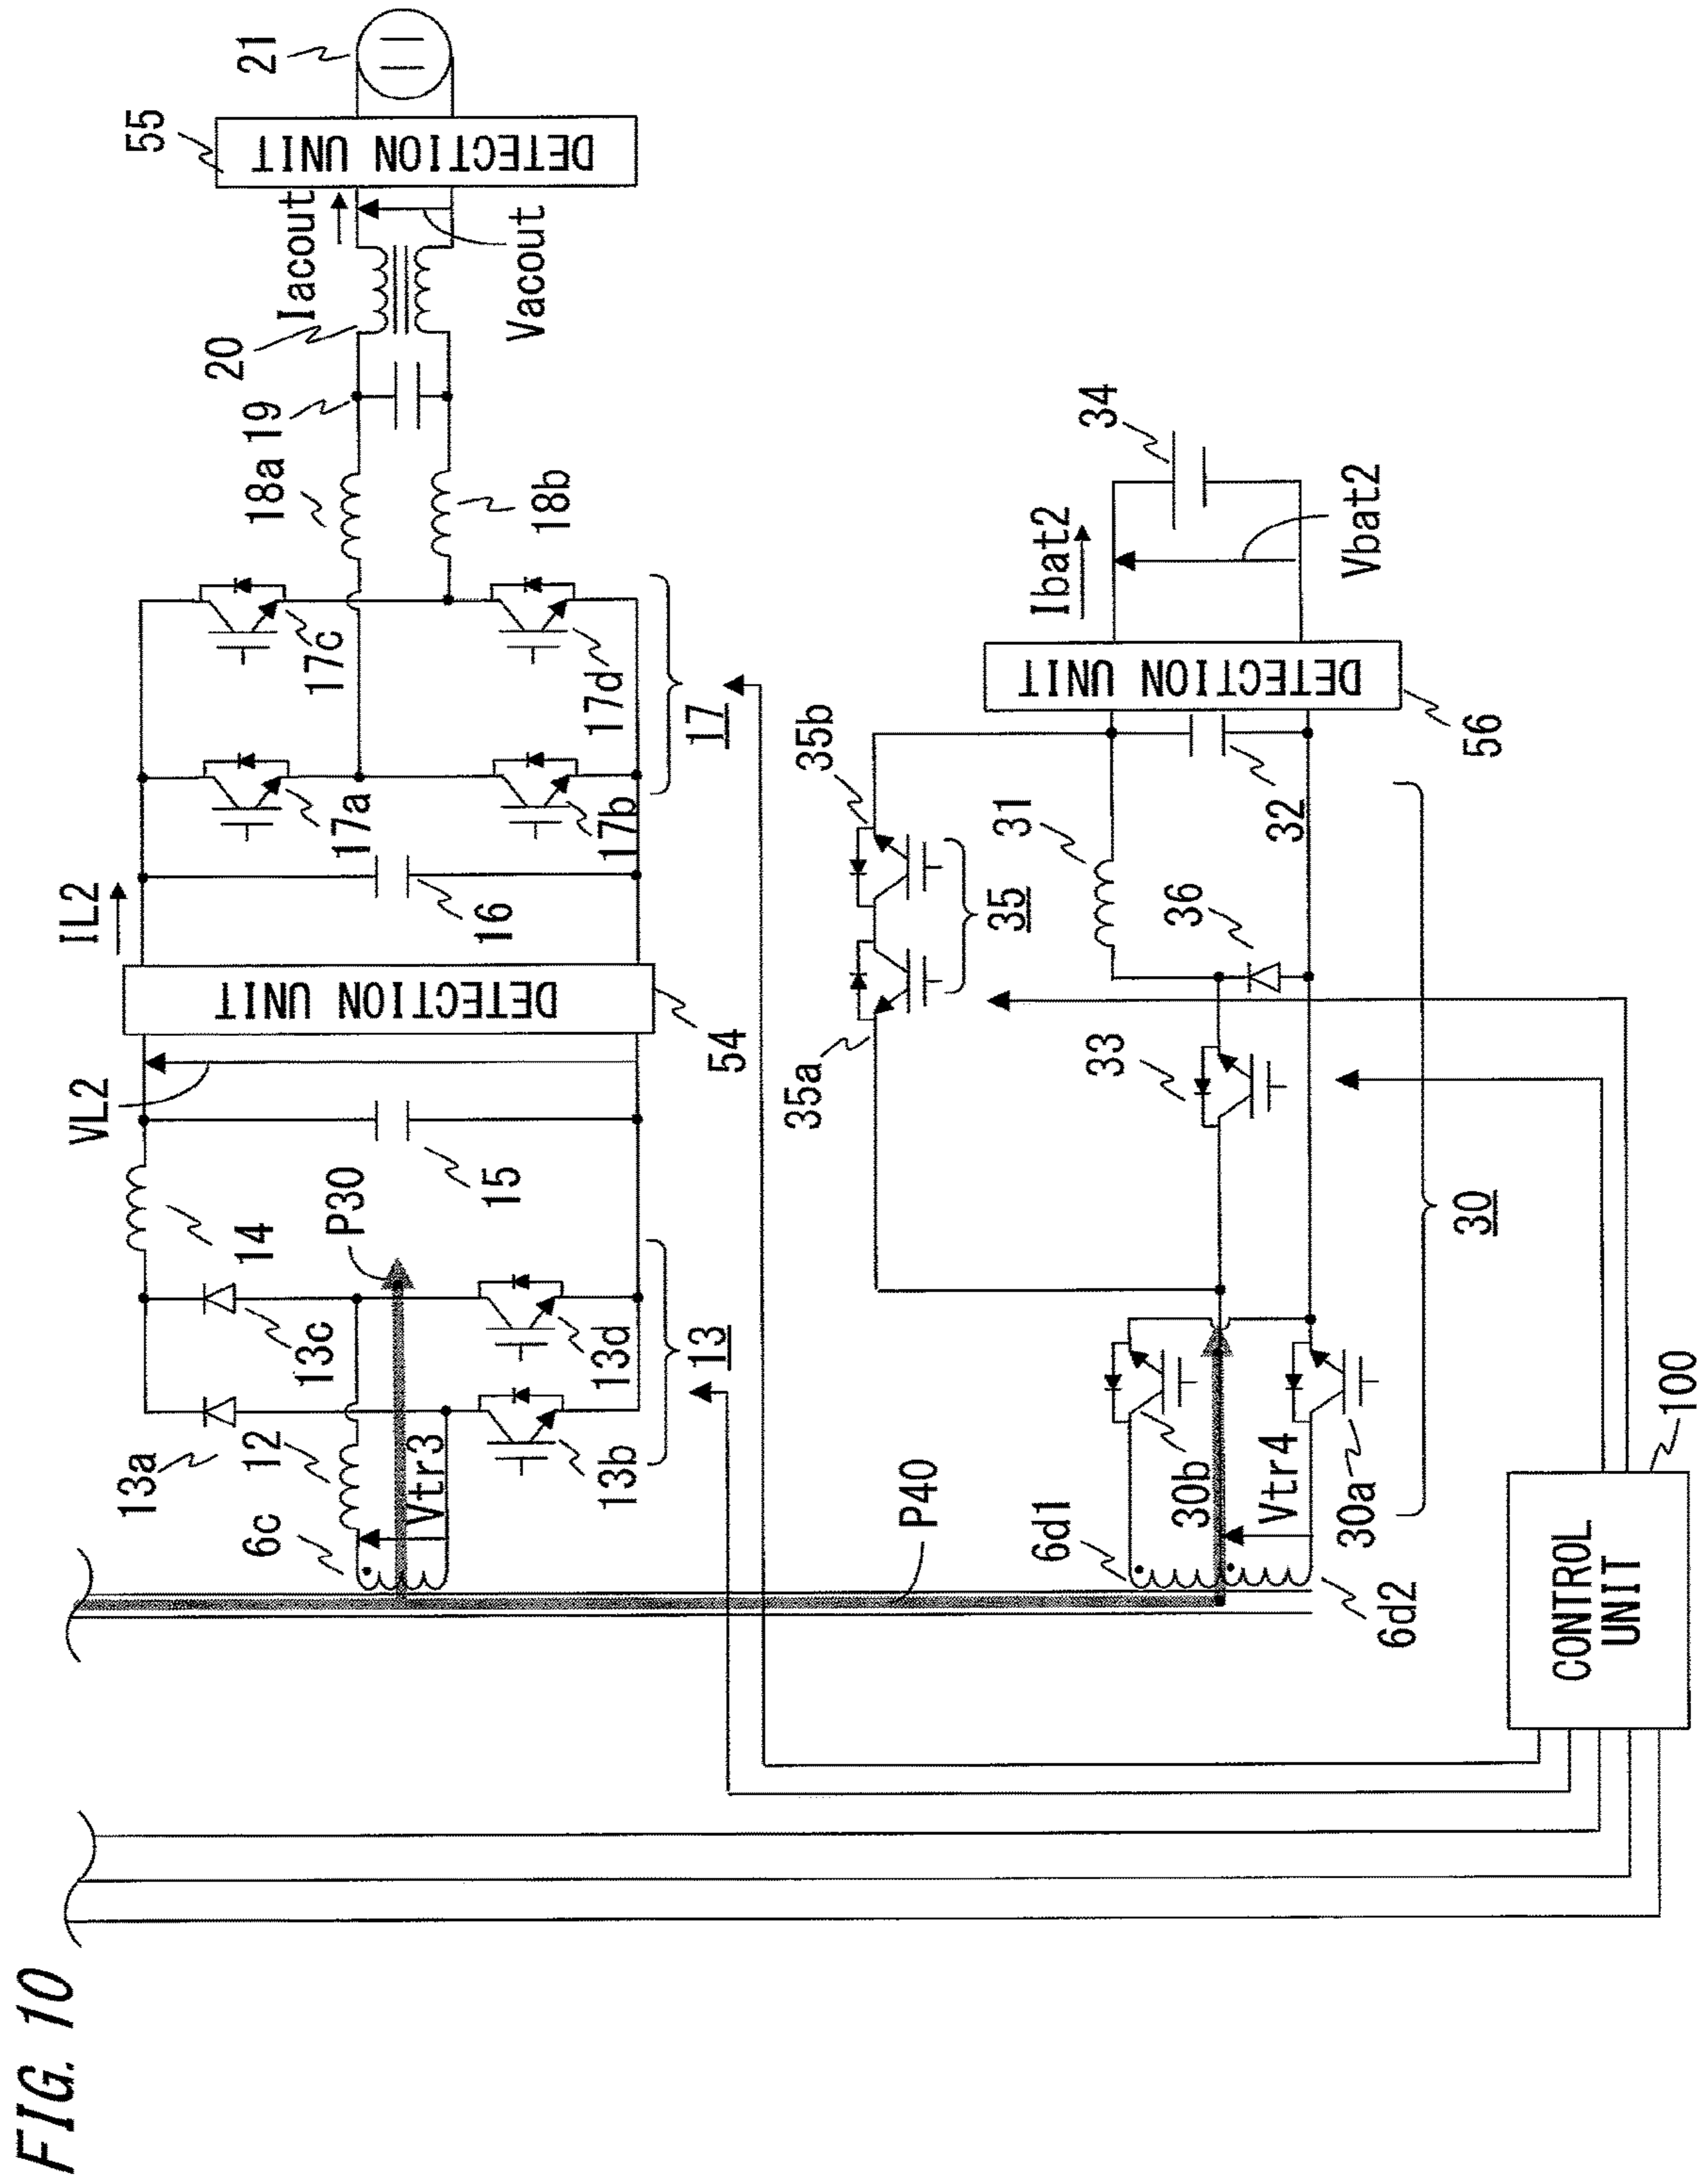 FIG. 10
IL2
VL2
14
13a
13c
12
6c
P30
Vtr3
13b
13d
13
15
DETECTION UNIT
54
16
17a
17b
17c
17d
17
18a
18b
19
20
Iacout
Vacout
DETECTION UNIT
55
21
P40
6d1
6d2
30b
Vtr4
30a
30
35a
35b
35
33
31
36
32
DETECTION UNIT
56
Ibat2
Vbat2
34
CONTROL
UNIT
100